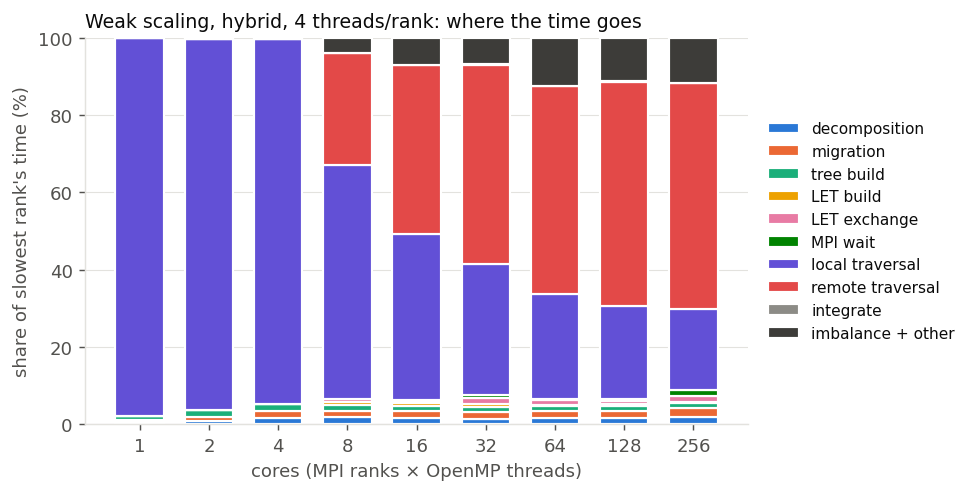 Weak scaling, hybrid, 4 threads/rank: where the time goes
share of slowest rank's time (%)
100
80
60
40
20
0
1 2 4 8 16 32 64 128 256
cores (MPI ranks × OpenMP threads)
decomposition
migration
tree build
LET build
LET exchange
MPI wait
local traversal
remote traversal
integrate
imbalance + other